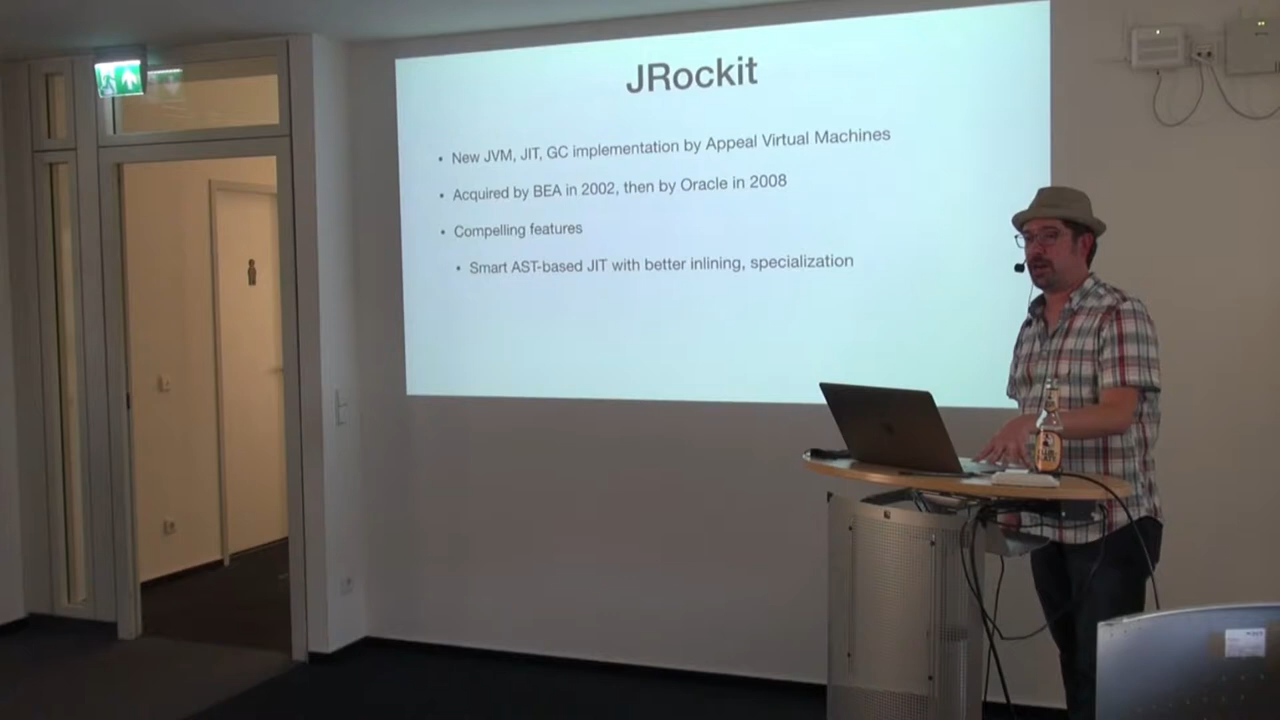 JRockit
• New JVM, JIT, GC implementation by Appeal Virtual Machines
• Acquired by BEA in 2002, then by Oracle in 2008
• Compelling features
• Smart AST-based JIT with better inlining, specialization